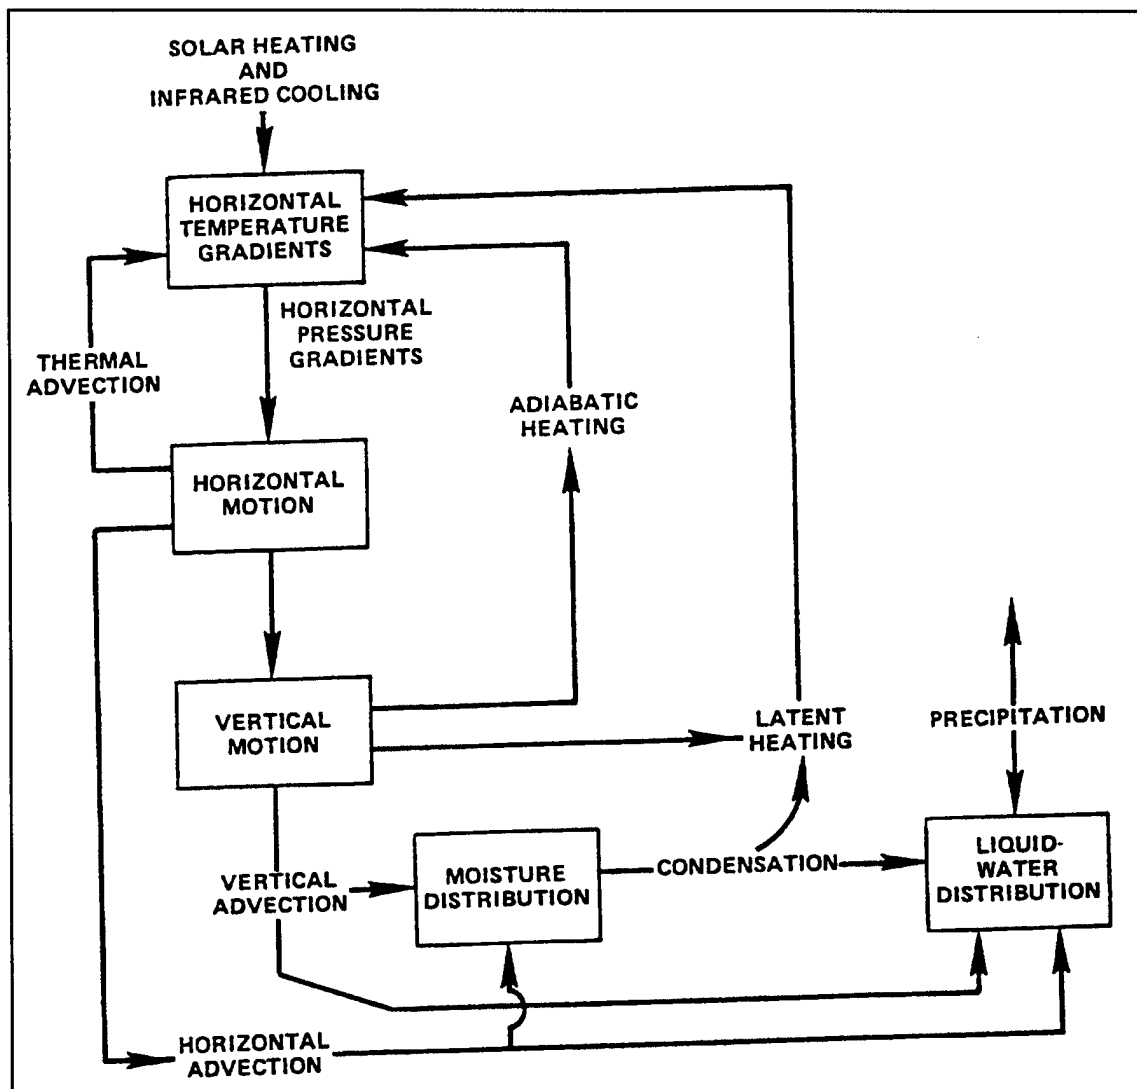 SOLAR HEATING
AND
INFRARED COOLING
HORIZONTAL
TEMPERATURE
GRADIENTS
HORIZONTAL
PRESSURE
GRADIENTS
THERMAL
ADVECTION
ADIABATIC
HEATING
HORIZONTAL
MOTION
VERTICAL
MOTION
LATENT
HEATING
PRECIPITATION
VERTICAL
ADVECTION
MOISTURE
DISTRIBUTION
CONDENSATION
LIQUID-
WATER
DISTRIBUTION
HORIZONTAL
ADVECTION